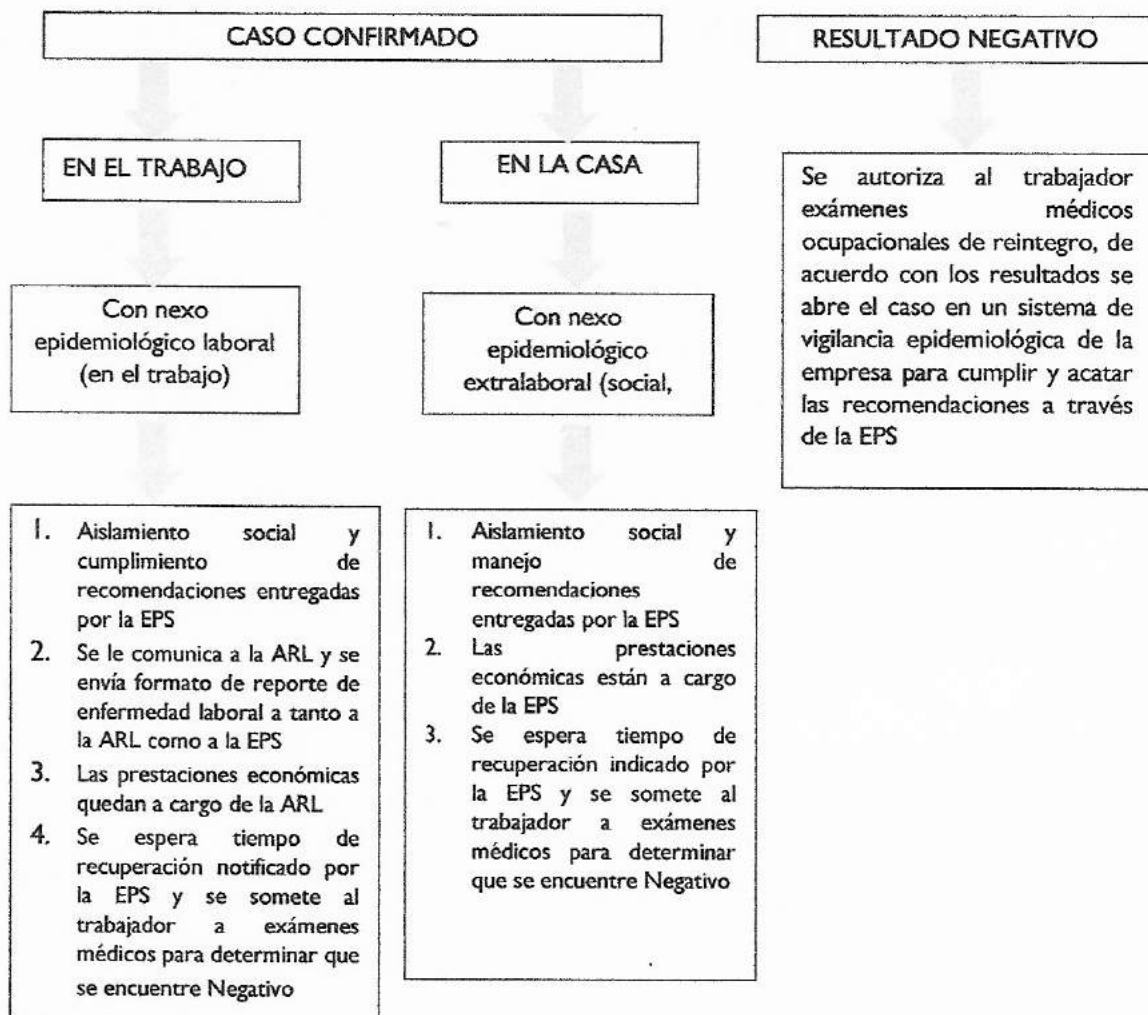 CASO CONFIRMADO
RESULTADO NEGATIVO
EN EL TRABAJO
EN LA CASA
Se autoriza al trabajador
exámenes médicos
ocupacionales de reintegro, de
acuerdo con los resultados se
abre el caso en un sistema de
vigilancia epidemiológica de la
empresa para cumplir y acatar
las recomendaciones a través
de la EPS
Con nexo
epidemiológico laboral
(en el trabajo)
Con nexo
epidemiológico
extralaboral (social,
1. Aislamiento social y
cumplimiento de
recomendaciones entregadas
por la EPS
2. Se le comunica a la ARL y se
envía formato de reporte de
enfermedad laboral a tanto a
la ARL como a la EPS
3. Las prestaciones económicas
quedan a cargo de la ARL
4. Se espera tiempo de
recuperación notificado por
la EPS y se somete al
trabajador a exámenes
médicos para determinar que
se encuentre Negativo
1. Aislamiento social y
manejo de
recomendaciones
entregadas por la EPS
2. Las prestaciones
económicas están a cargo
de la EPS
3. Se espera tiempo de
recuperación indicado por
la EPS y se somete al
trabajador a exámenes
médicos para determinar
que se encuentre Negativo